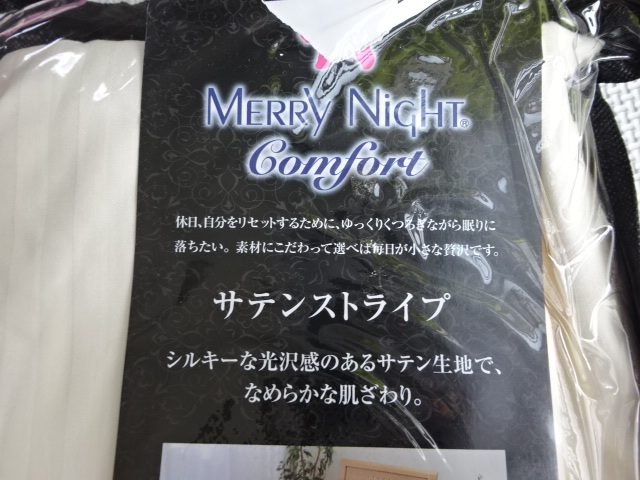 MERRY NIGHT®
Comfort
休日、自分をリセットするために、ゆっくりくつろぎながら眠りに
落ちたい。素材にこだわって選べば毎日が小さな贅沢です。
サテンストライプ
シルキーな光沢感のあるサテン生地で、
なめらかな肌ざわり。